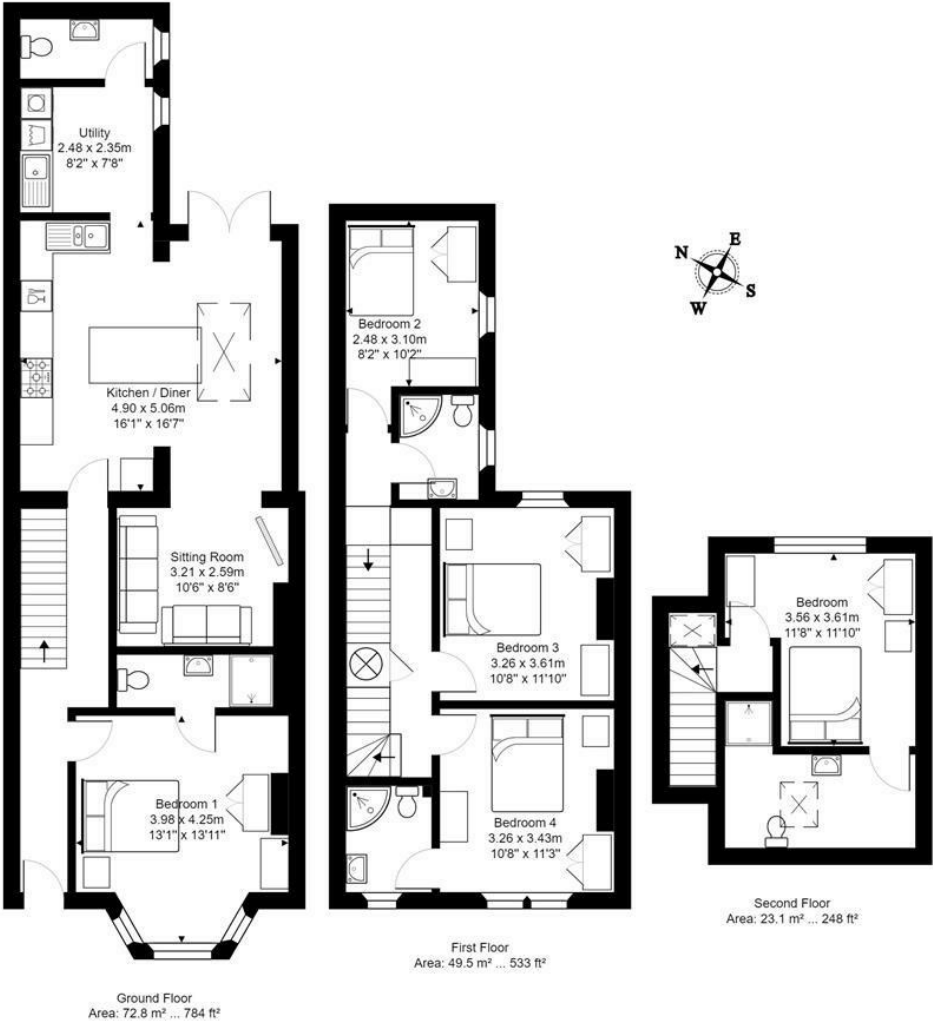 Utility
2.48 x 2.35m
8'2" x 7'8"
Kitchen / Diner
4.90 x 5.06m
16'1" x 16'7"
Sitting Room
3.21 x 2.59m
10'6" x 8'6"
Bedroom 1
3.98 x 4.25m
13'1" x 13'11"
Ground Floor
Area: 72.8 m² ... 784 ft²
Bedroom 2
2.48 x 3.10m
8'2" x 10'2"
Bedroom 3
3.26 x 3.61m
10'8" x 11'10"
Bedroom 4
3.26 x 3.43m
10'8" x 11'3"
First Floor
Area: 49.5 m² ... 533 ft²
N
E
S
W
Bedroom
3.56 x 3.61m
11'8" x 11'10"
Second Floor
Area: 23.1 m² ... 248 ft²